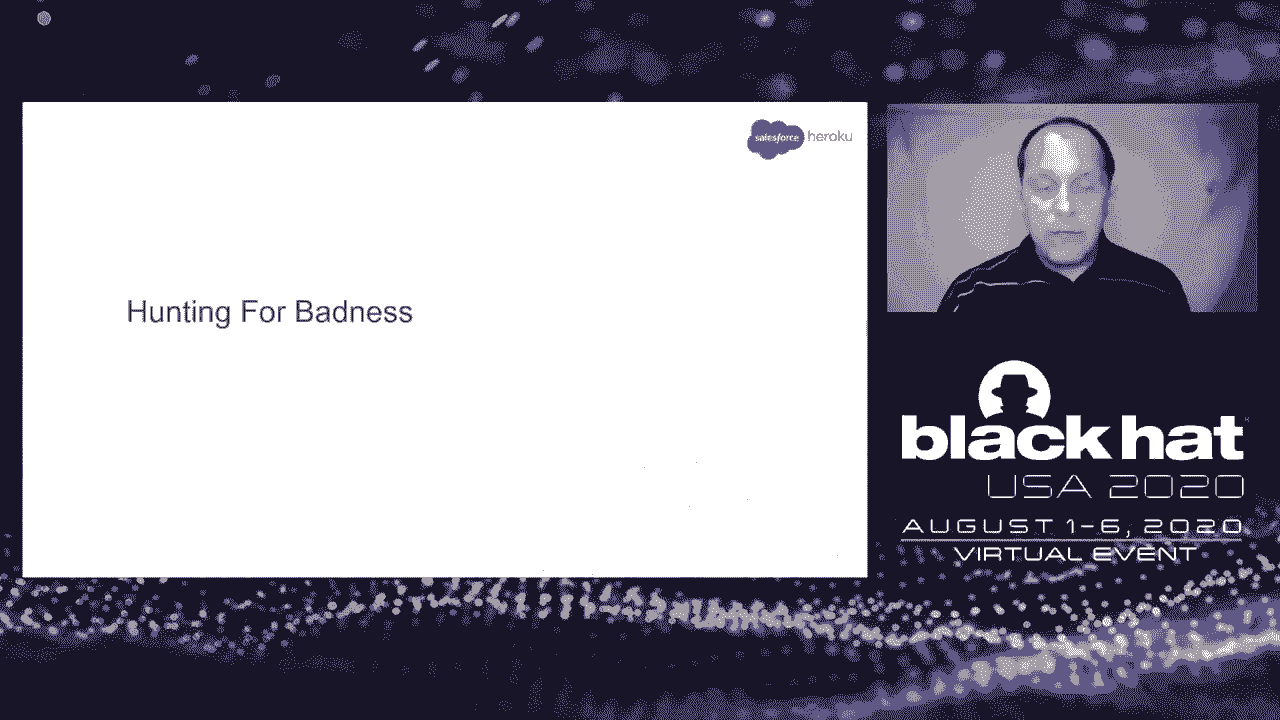 salesforce heroku
Hunting For Badness
black hat
USA 2020
AUGUST 1-6, 2020
VIRTUAL EVENT